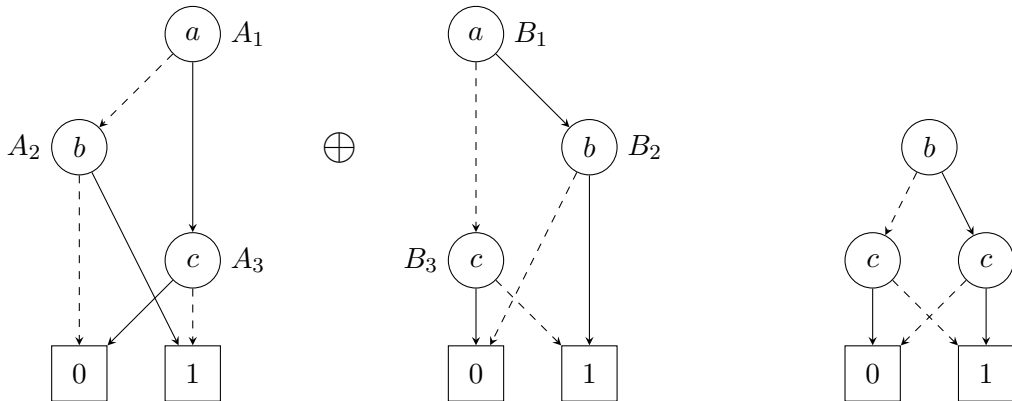 a A₁ a B₁
A₂ b ⊕ b B₂ b
c A₃ B₃ c c c
0 1 0 1 0 1